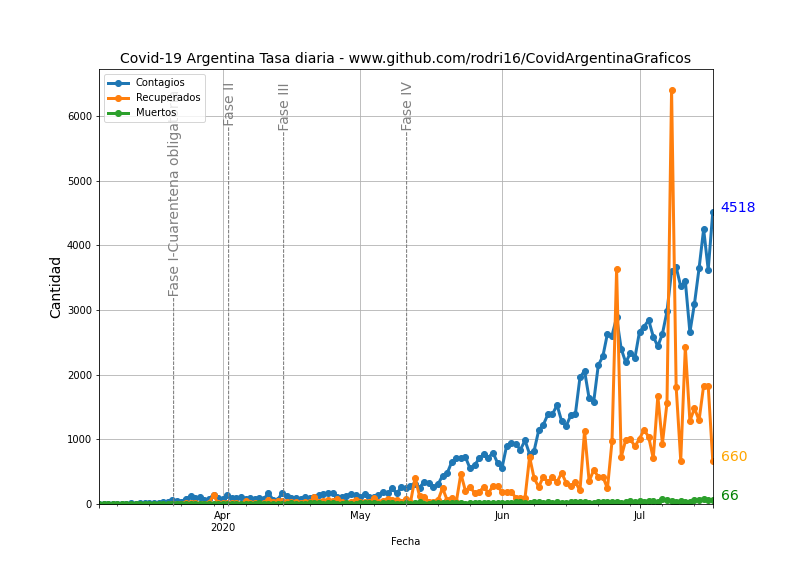 Covid-19 Argentina Tasa diaria - www.github.com/rodri16/CovidArgentinaGraficos
Contagios
Recuperados
Muertos
Fase I-Cuarentena obligatoria
Fase II
Fase III
Fase IV
6000
5000
4000
3000
2000
1000
0
Cantidad
4518
660
66
Apr
2020
May
Jun
Jul
Fecha